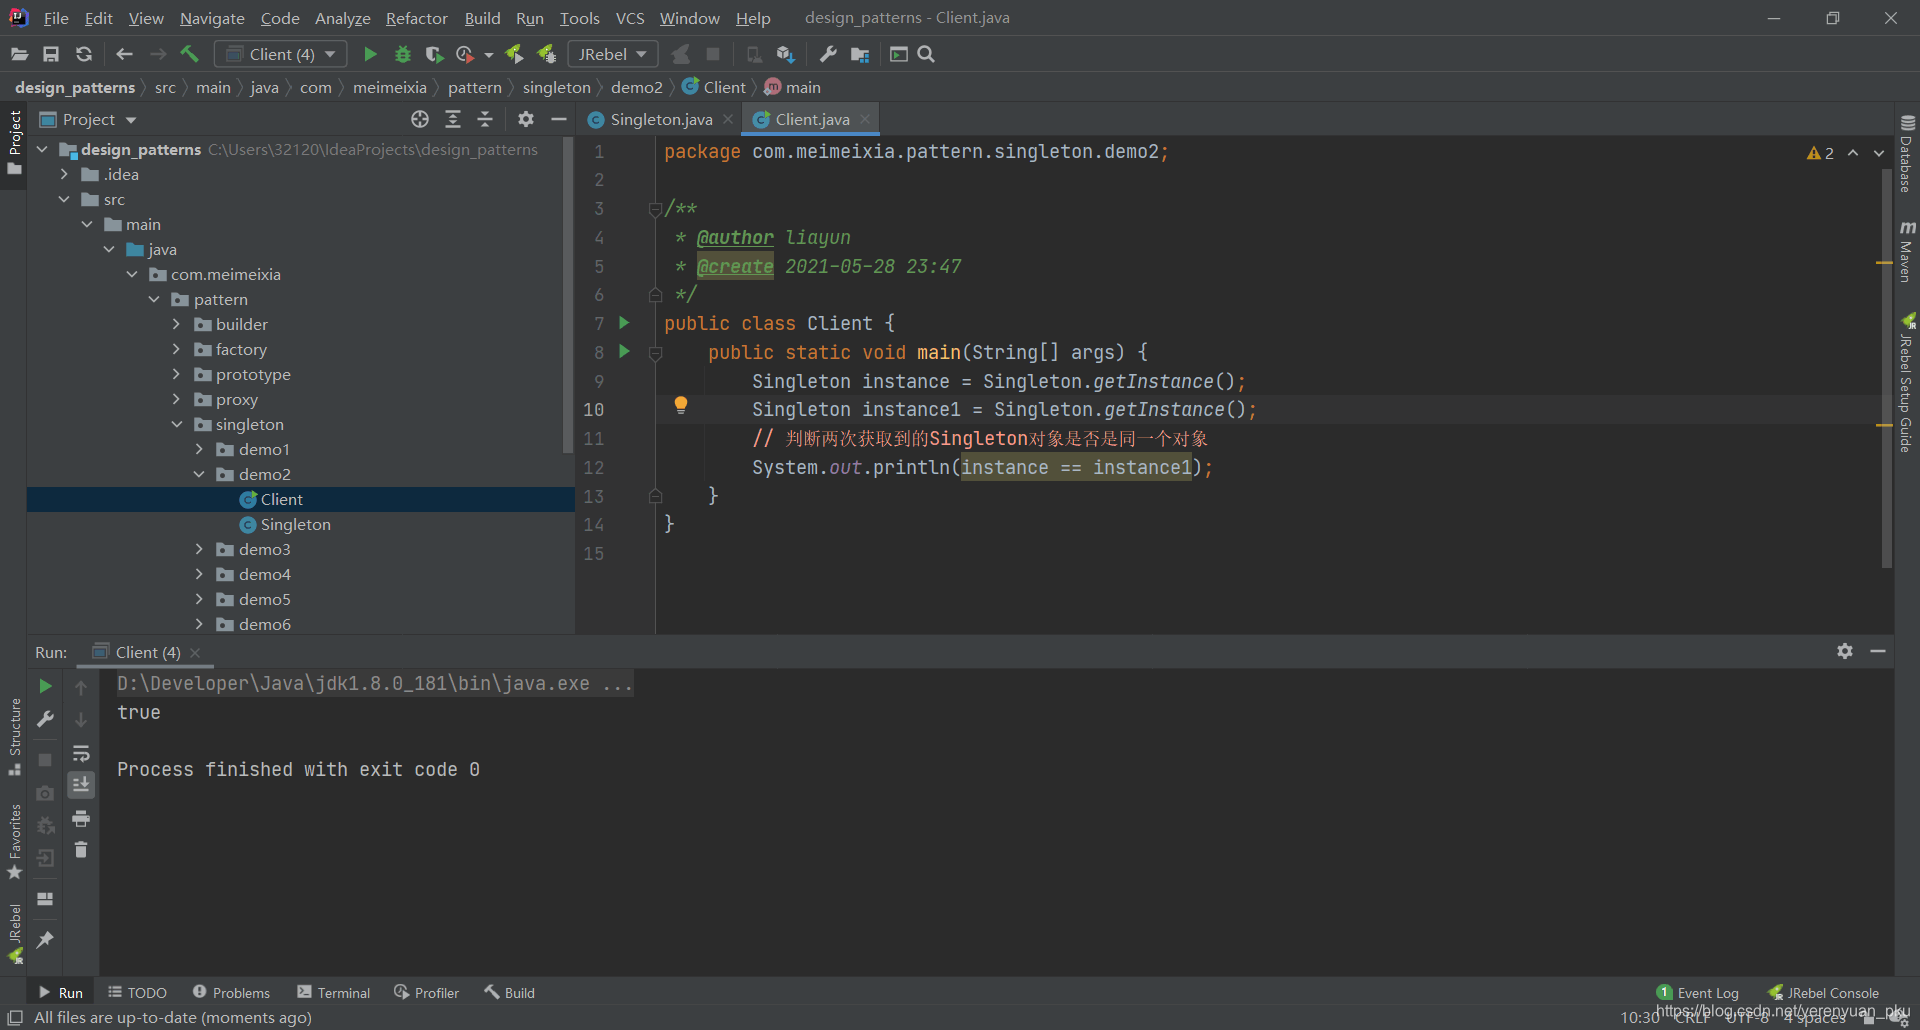 File Edit View Navigate Code Analyze Refactor Build Run Tools VCS Window Help design_patterns - Client.java
Client (4) JRebel
design_patterns src main java com meimeixia pattern singleton demo2 Client main
Project
Singleton.java Client.java
design_patterns C:\Users\32120\IdeaProjects\design_patterns
.idea
src
main
java
com.meimeixia
pattern
builder
factory
prototype
proxy
singleton
demo1
demo2
Client
Singleton
demo3
demo4
demo5
demo6
1 package com.meimeixia.pattern.singleton.demo2;
2
3 /**
4 * @author liayun
5 * @create 2021-05-28 23:47
6 */
7 public class Client {
8 public static void main(String[] args) {
9 Singleton instance = Singleton.getInstance();
10 Singleton instance1 = Singleton.getInstance();
11 // 判断两次获取到的Singleton对象是否是同一个对象
12 System.out.println(instance == instance1);
13 }
14 }
15
2
Project
Structure
Favorites
JRebel
Database
Maven
JRebel Setup Guide
Run: Client (4)
D:\Developer\Java\jdk1.8.0_181\bin\java.exe ...
true
Process finished with exit code 0
Run TODO Problems Terminal Profiler Build 1 Event Log JRebel Console
All files are up-to-date (moments ago) 10:30 CRLF UTF-8 4 spaces
https://blog.csdn.net/yerenyuan_pku